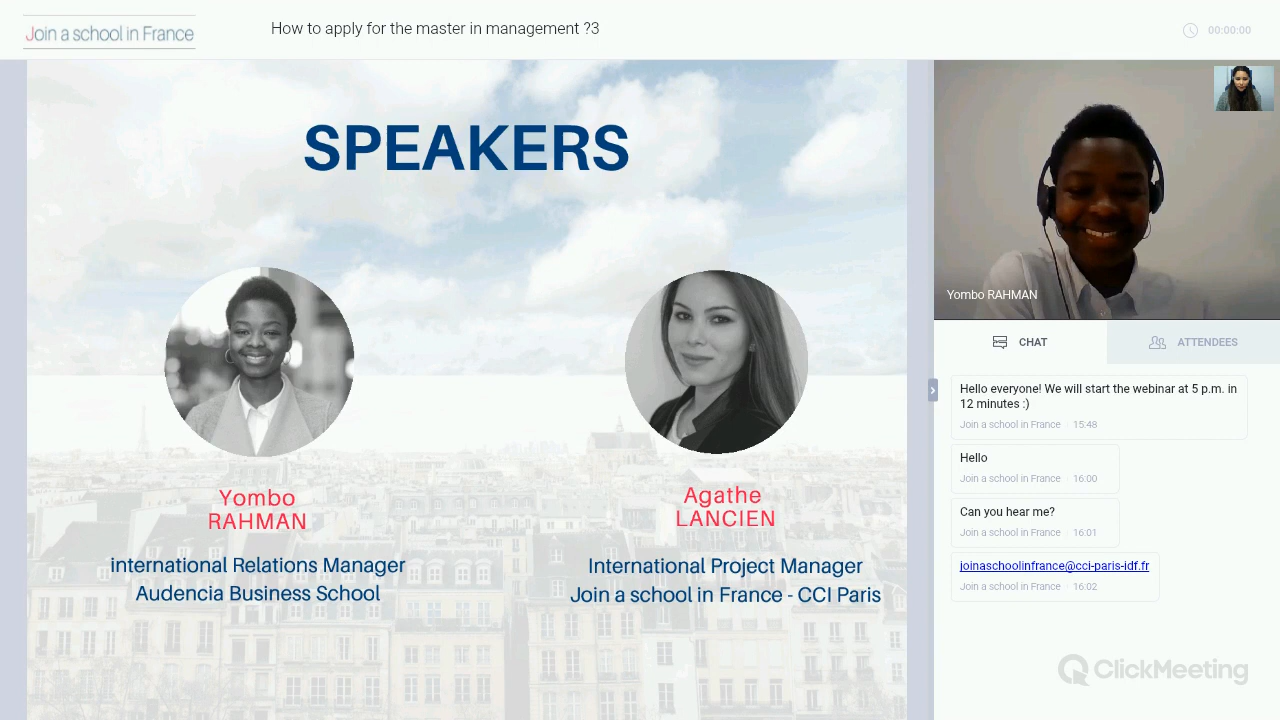 Join a school in France
How to apply for the master in management ?3
00:00:00
SPEAKERS
Yombo
RAHMAN
international Relations Manager
Audencia Business School
Agathe
LANCIEN
International Project Manager
Join a school in France - CCI Paris
Yombo RAHMAN
CHAT
ATTENDEES
Hello everyone! We will start the webinar at 5 p.m. in
12 minutes :)
Join a school in France · 15:48
Hello
Join a school in France · 16:00
Can you hear me?
Join a school in France · 16:01
joinaschoolinfrance@cci-paris-idf.fr
Join a school in France · 16:02
ClickMeeting